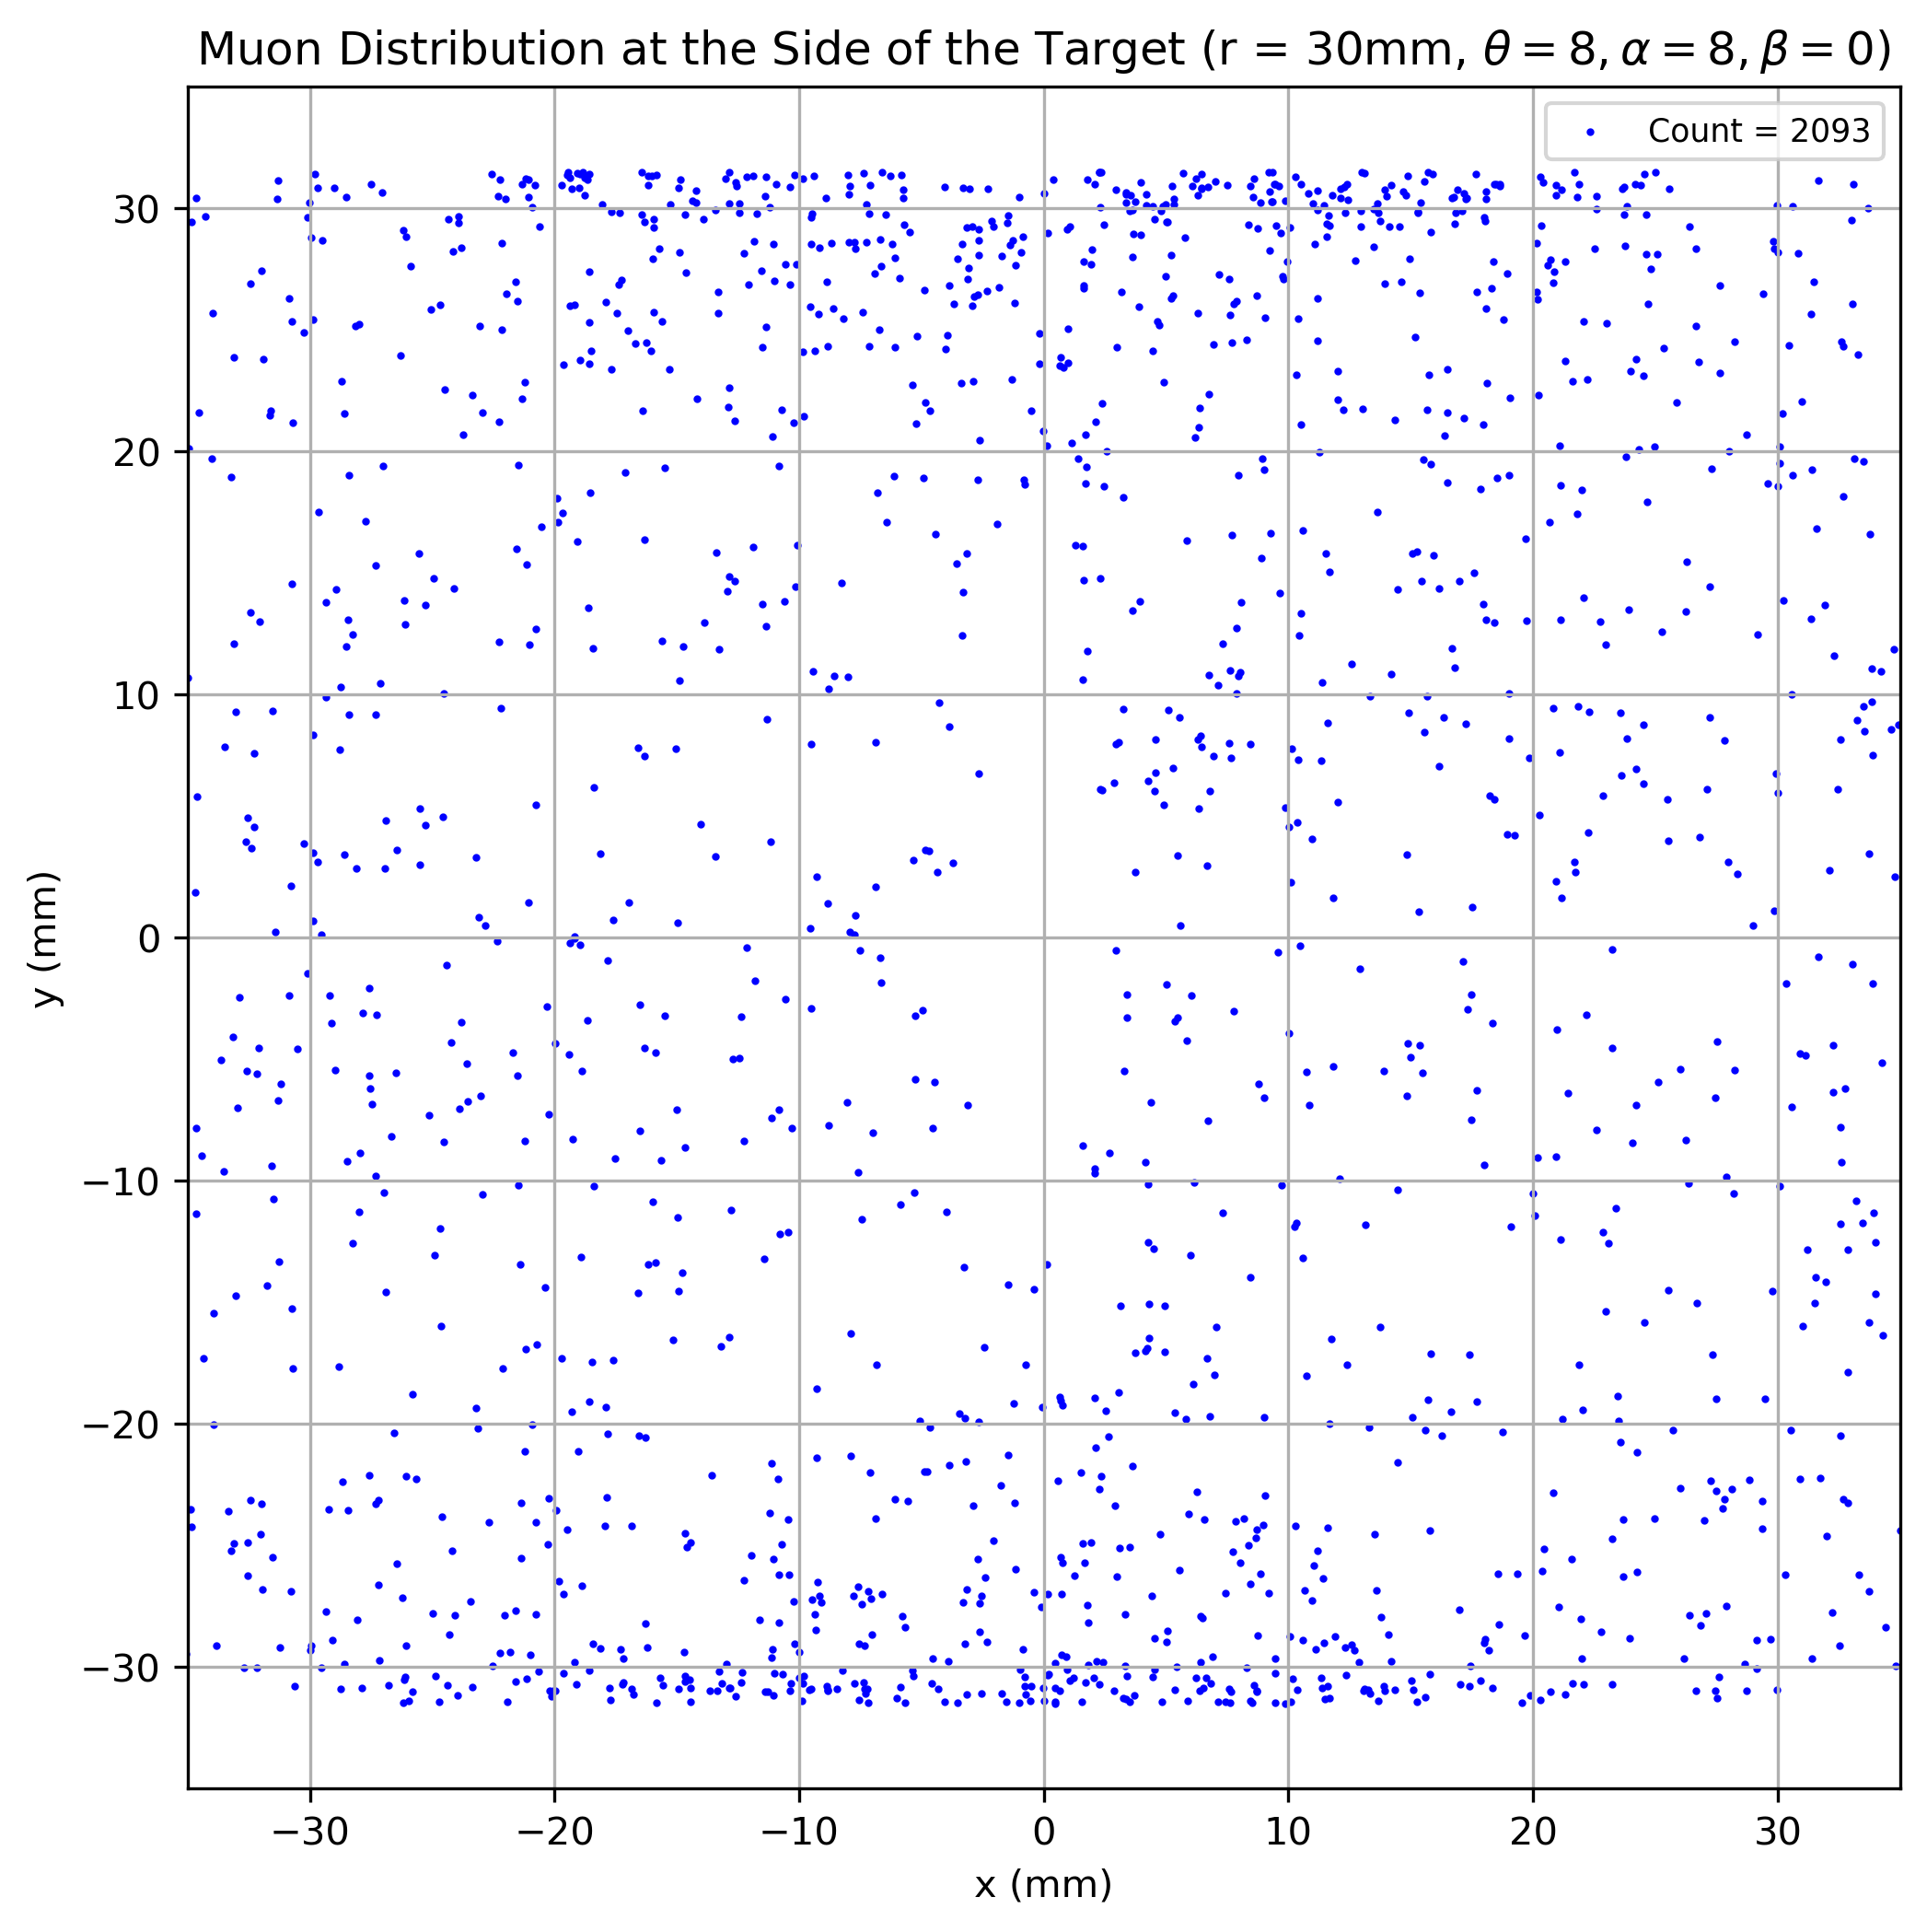 Muon Distribution at the Side of the Target (r = 30mm, θ = 8, α = 8, β = 0)
Count = 2093
30
20
10
0
−10
−20
−30
y (mm)
−30 −20 −10 0 10 20 30
x (mm)